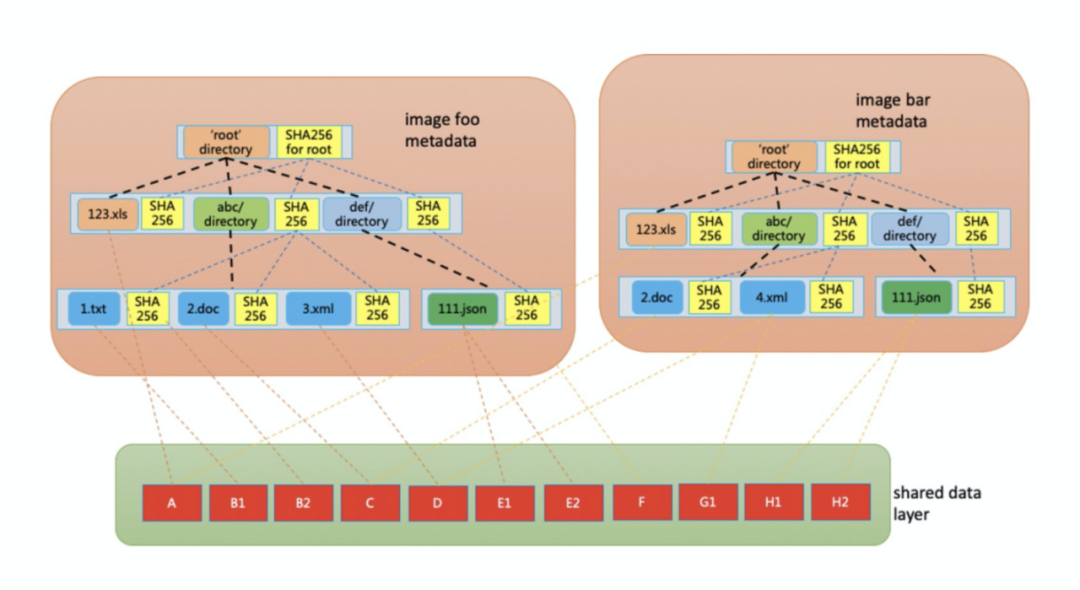 image foo
metadata
'root'
directory
SHA256
for root
123.xls
SHA
256
abc/
directory
SHA
256
def/
directory
SHA
256
1.txt
SHA
256
2.doc
SHA
256
3.xml
SHA
256
111.json
SHA
256
image bar
metadata
'root'
directory
SHA256
for root
123.xls
SHA
256
abc/
directory
SHA
256
def/
directory
SHA
256
2.doc
SHA
256
4.xml
SHA
256
111.json
SHA
256
A
B1
B2
C
D
E1
E2
F
G1
H1
H2
shared data
layer